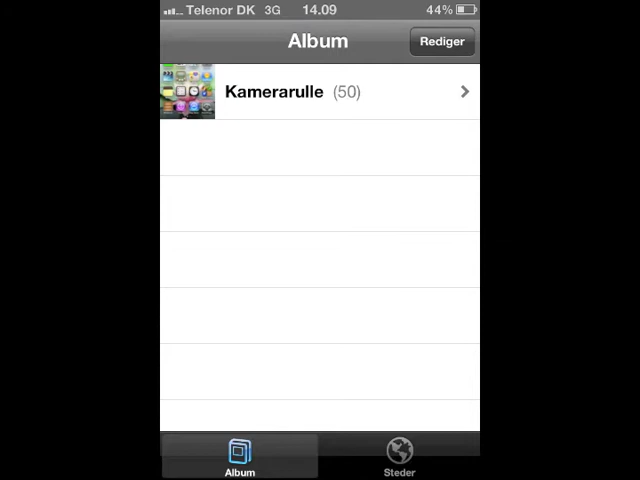 Telenor DK 3G 14.09 44%
Album Rediger
Kamerarulle (50)
Album Steder